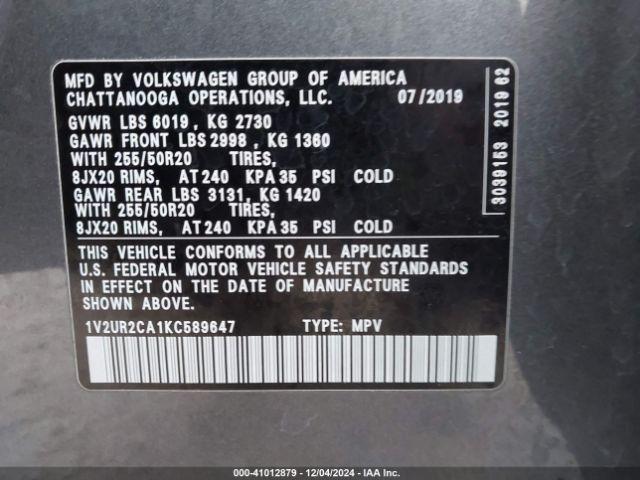 MFD BY VOLKSWAGEN GROUP OF AMERICA
CHATTANOOGA OPERATIONS, LLC. 07/2019
GVWR LBS 6019, KG 2730
GAWR FRONT LBS 2998, KG 1360
WITH 255/50R20 TIRES,
8JX20 RIMS, AT 240 KPA 35 PSI COLD
GAWR REAR LBS 3131, KG 1420
WITH 255/50R20 TIRES,
8JX20 RIMS, AT 240 KPA 35 PSI COLD
THIS VEHICLE CONFORMS TO ALL APPLICABLE
U.S. FEDERAL MOTOR VEHICLE SAFETY STANDARDS
IN EFFECT ON THE DATE OF MANUFACTURE
SHOWN ABOVE.
1V2UR2CA1KC589647 TYPE: MPV
3039153 2019 62
000-41012879 - 12/04/2024 - IAA Inc.